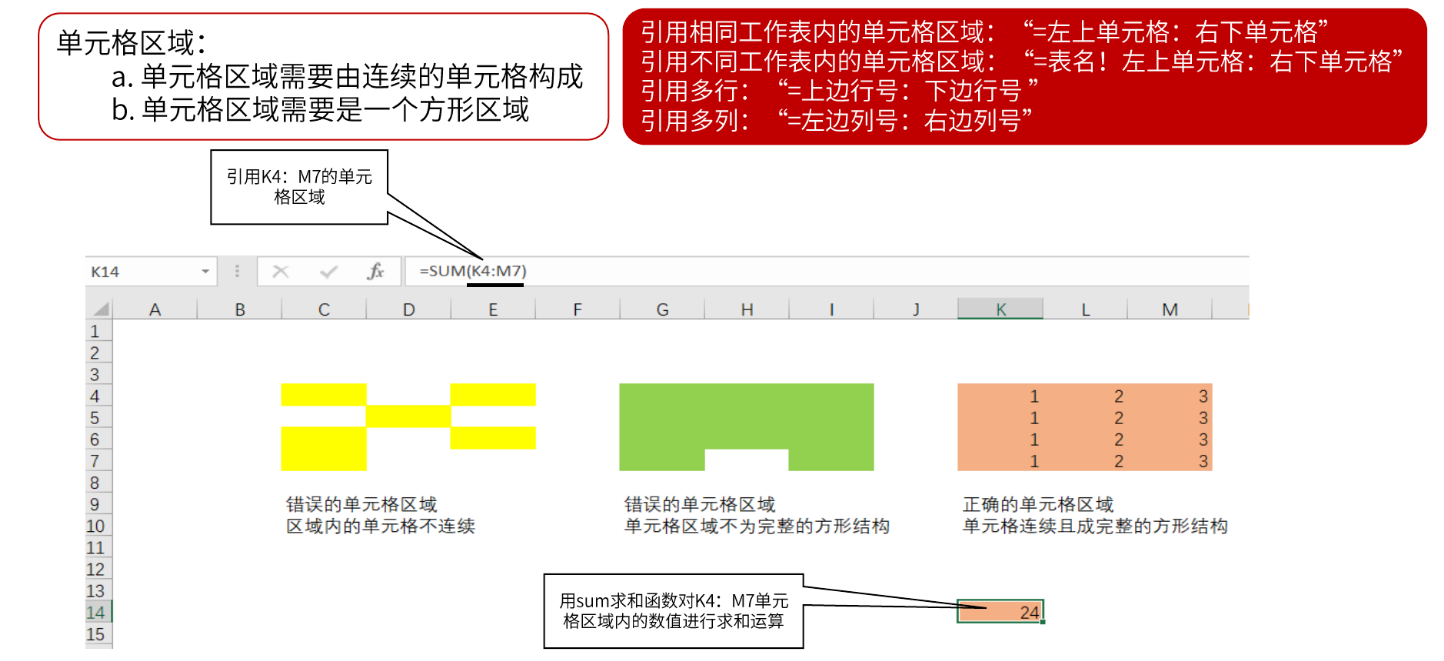 单元格区域：
a. 单元格区域需要由连续的单元格构成
b. 单元格区域需要是一个方形区域
引用相同工作表内的单元格区域：“=左上单元格：右下单元格”
引用不同工作表内的单元格区域：“=表名！左上单元格：右下单元格”
引用多行：“=上边行号：下边行号 ”
引用多列：“=左边列号：右边列号”
引用K4：M7的单元
格区域
K14 fx =SUM(K4:M7)
A B C D E F G H I J K L M
1
2
3
4 1 2 3
5 1 2 3
6 1 2 3
7 1 2 3
8
9 错误的单元格区域 错误的单元格区域 正确的单元格区域
10 区域内的单元格不连续 单元格区域不为完整的方形结构 单元格连续且成完整的方形结构
11
12
13
14 24
15
用sum求和函数对K4：M7单元
格区域内的数值进行求和运算